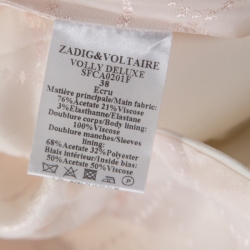 ZADIG&VOLTAIRE
VOLLY DELUXE
SFCA0201F
38
Ecru
Matière principale/Main fabric:
76%Acetate 21%Viscose
3%Elasthanne/Elastane
Doublure corps/Body lining
100%Viscose
Doublure manches/Sleeves
lining:
68%Acetate 32%Polyester
Biais intérieur/Inside bias:
50%Acetate 50%Viscose